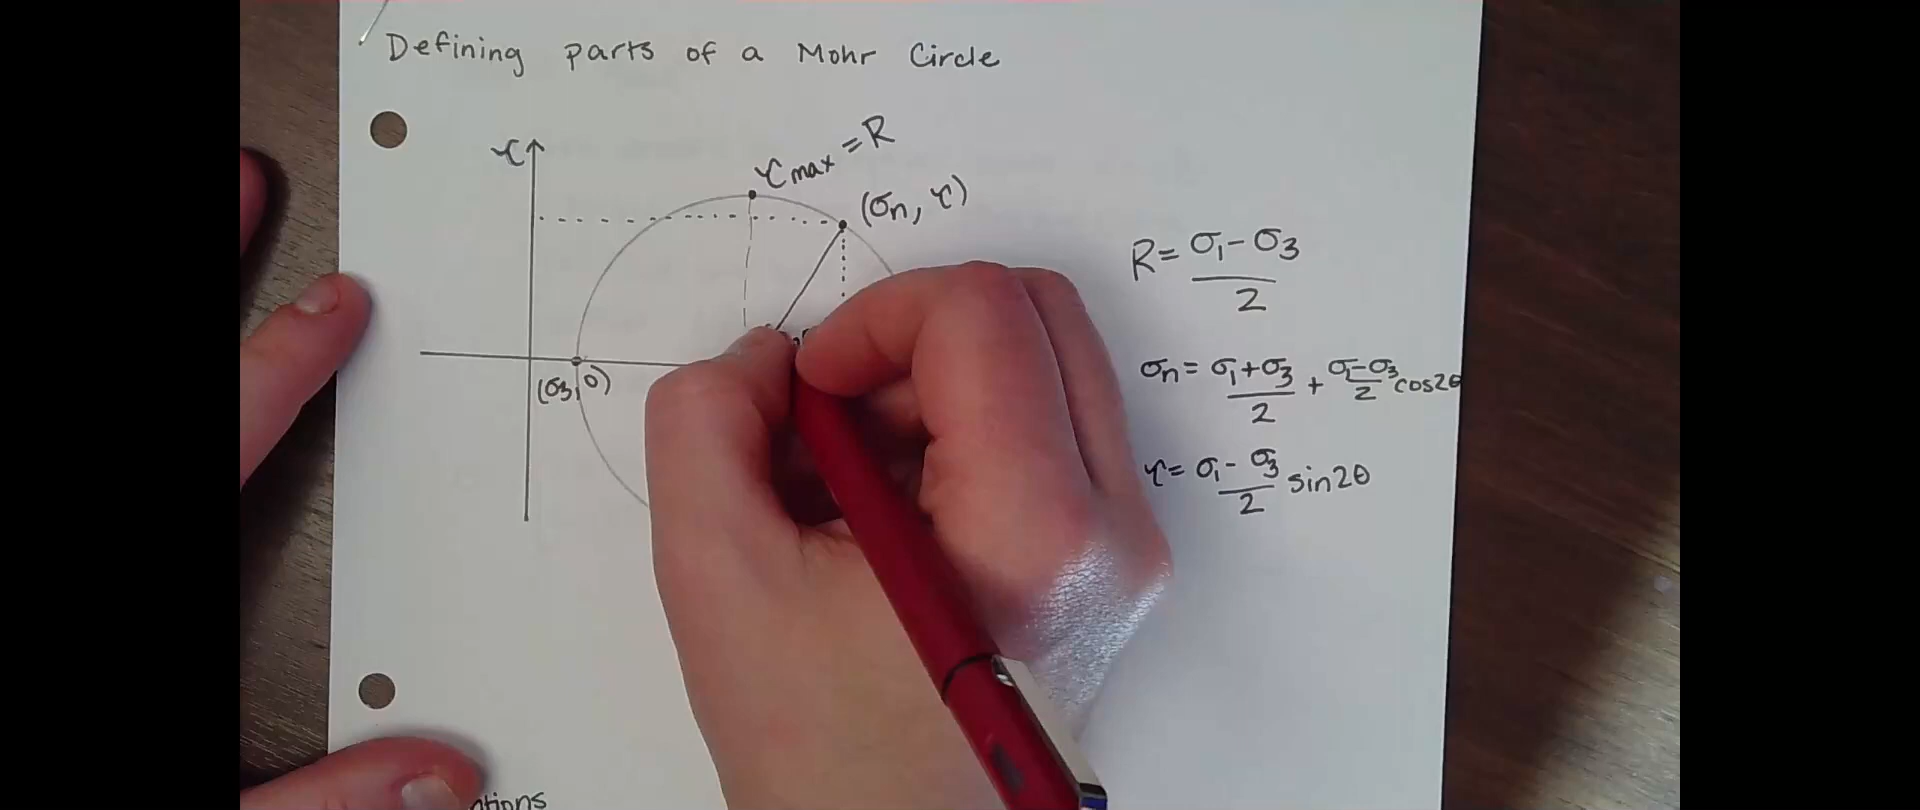 Defining parts of a Mohr Circle
τ
τmax = R
(σn, τ)
(σ3, 0)
R = σ1 - σ3 / 2
σn = σ1 + σ3 / 2 + σ1 - σ3 / 2 cos2θ
τ = σ1 - σ3 / 2 sin2θ